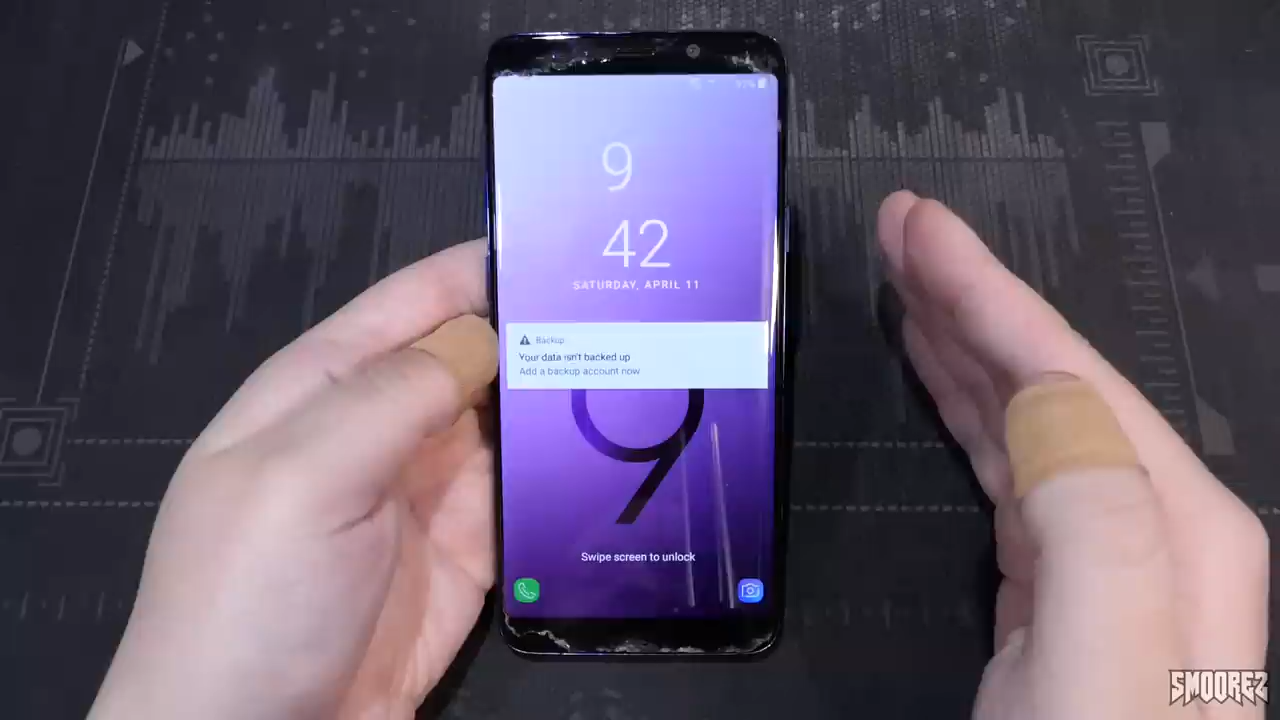 9
42
SATURDAY, APRIL 11
Backup
Your data isn't backed up
Add a backup account now
9
Swipe screen to unlock
SMOOREZ